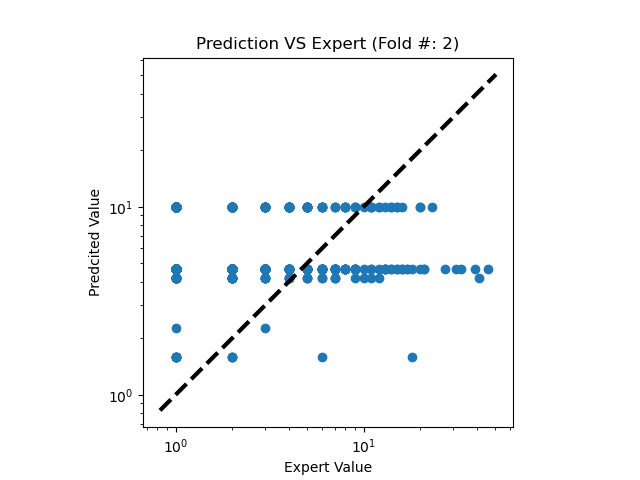 Prediction VS Expert (Fold #: 2)
Predcited Value
10¹
10⁰
10⁰ 10¹
Expert Value